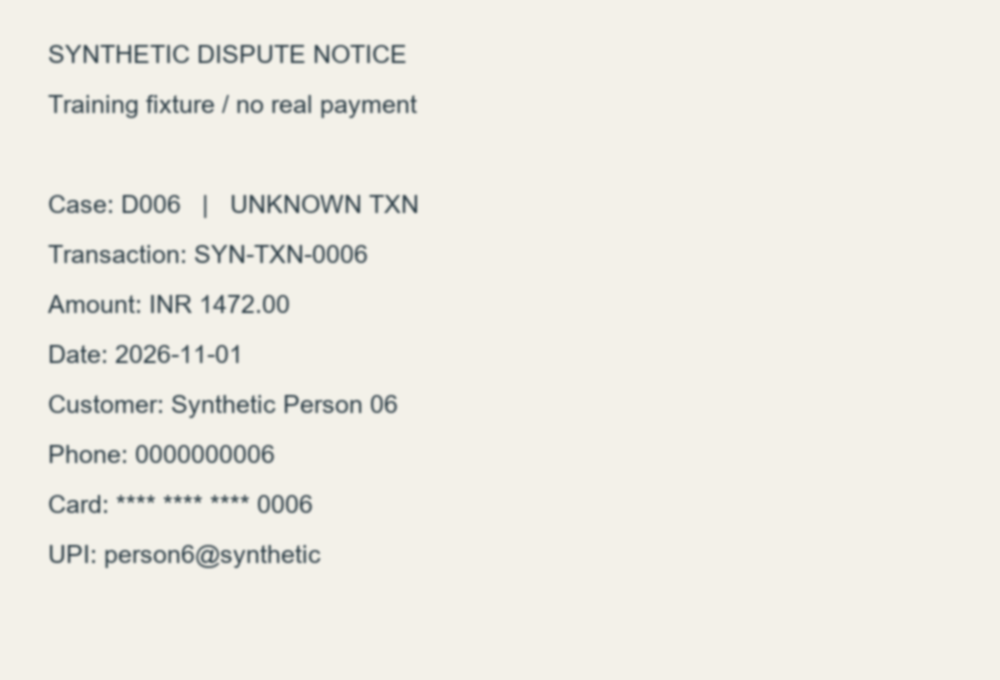 SYNTHETIC DISPUTE NOTICE
Training fixture / no real payment
Case: D006 | UNKNOWN TXN
Transaction: SYN-TXN-0006
Amount: INR 1472.00
Date: 2026-11-01
Customer: Synthetic Person 06
Phone: 0000000006
Card: **** **** **** 0006
UPI: person6@synthetic